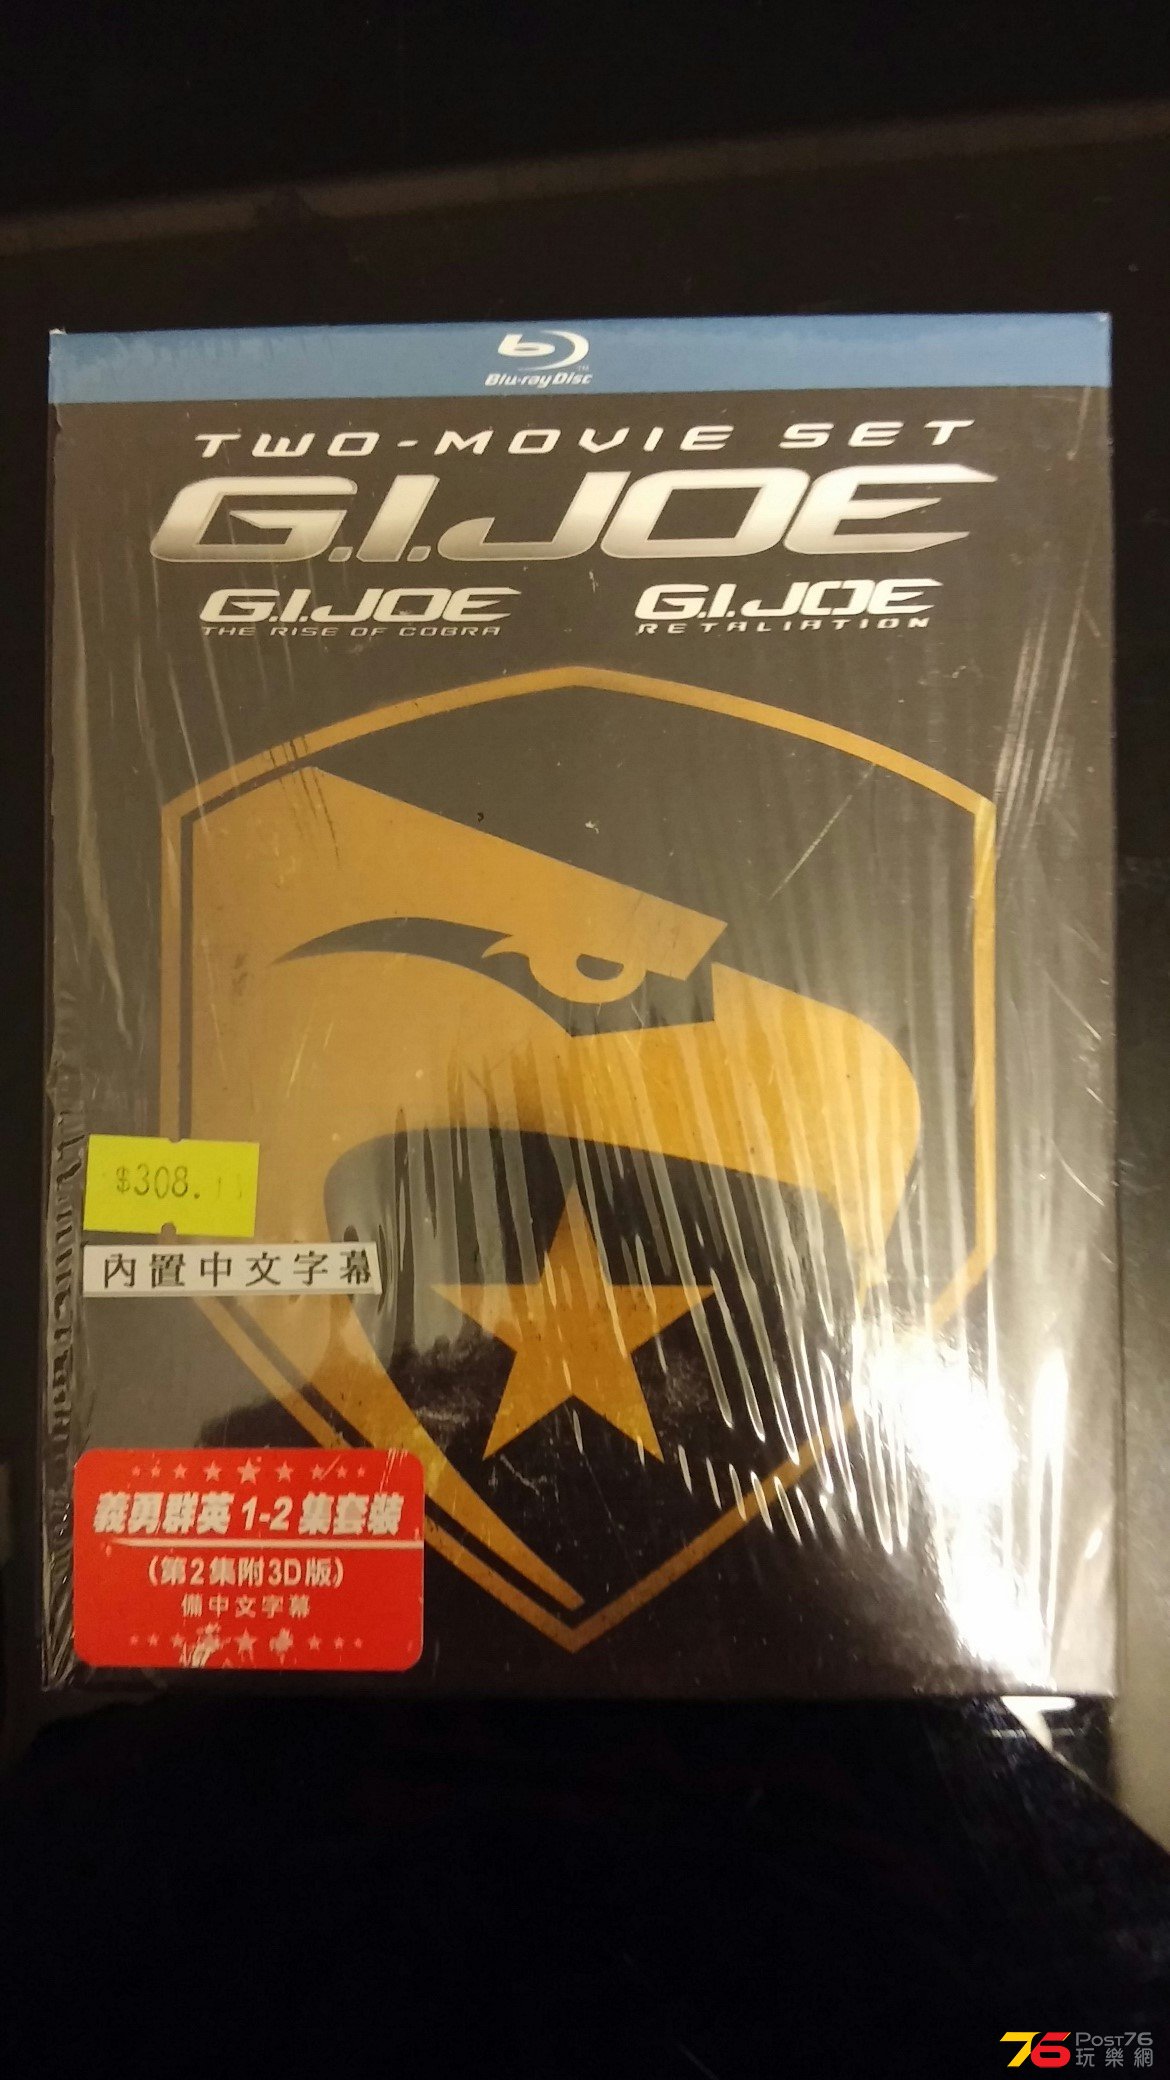 Blu-ray Disc™
TWO-MOVIE SET
G.I.JOE
G.I.JOE G.I.JOE
THE RISE OF COBRA RETALIATION
$308.
內置中文字幕
義勇群英 1-2 集套裝
(第2集附3D版)
備中文字幕
76 POST76
玩樂網